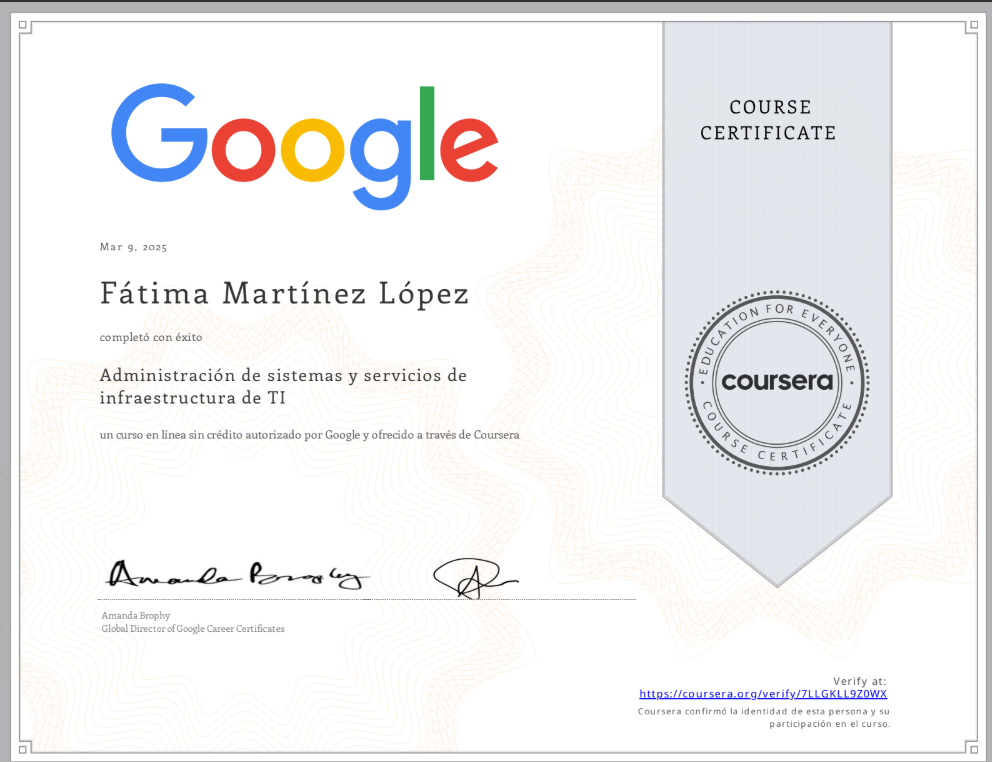 Google
COURSE
CERTIFICATE
Mar 9, 2025
Fátima Martínez López
completó con éxito
Administración de sistemas y servicios de
infraestructura de TI
un curso en línea sin crédito autorizado por Google y ofrecido a través de Coursera
EDUCATION FOR EVERYONE
coursera
COURSE CERTIFICATE
Amanda Brophy
Amanda Brophy
Global Director of Google Career Certificates
Verify at:
https://coursera.org/verify/7LLGKLL9Z0WX
Coursera confirmó la identidad de esta persona y su
participación en el curso.